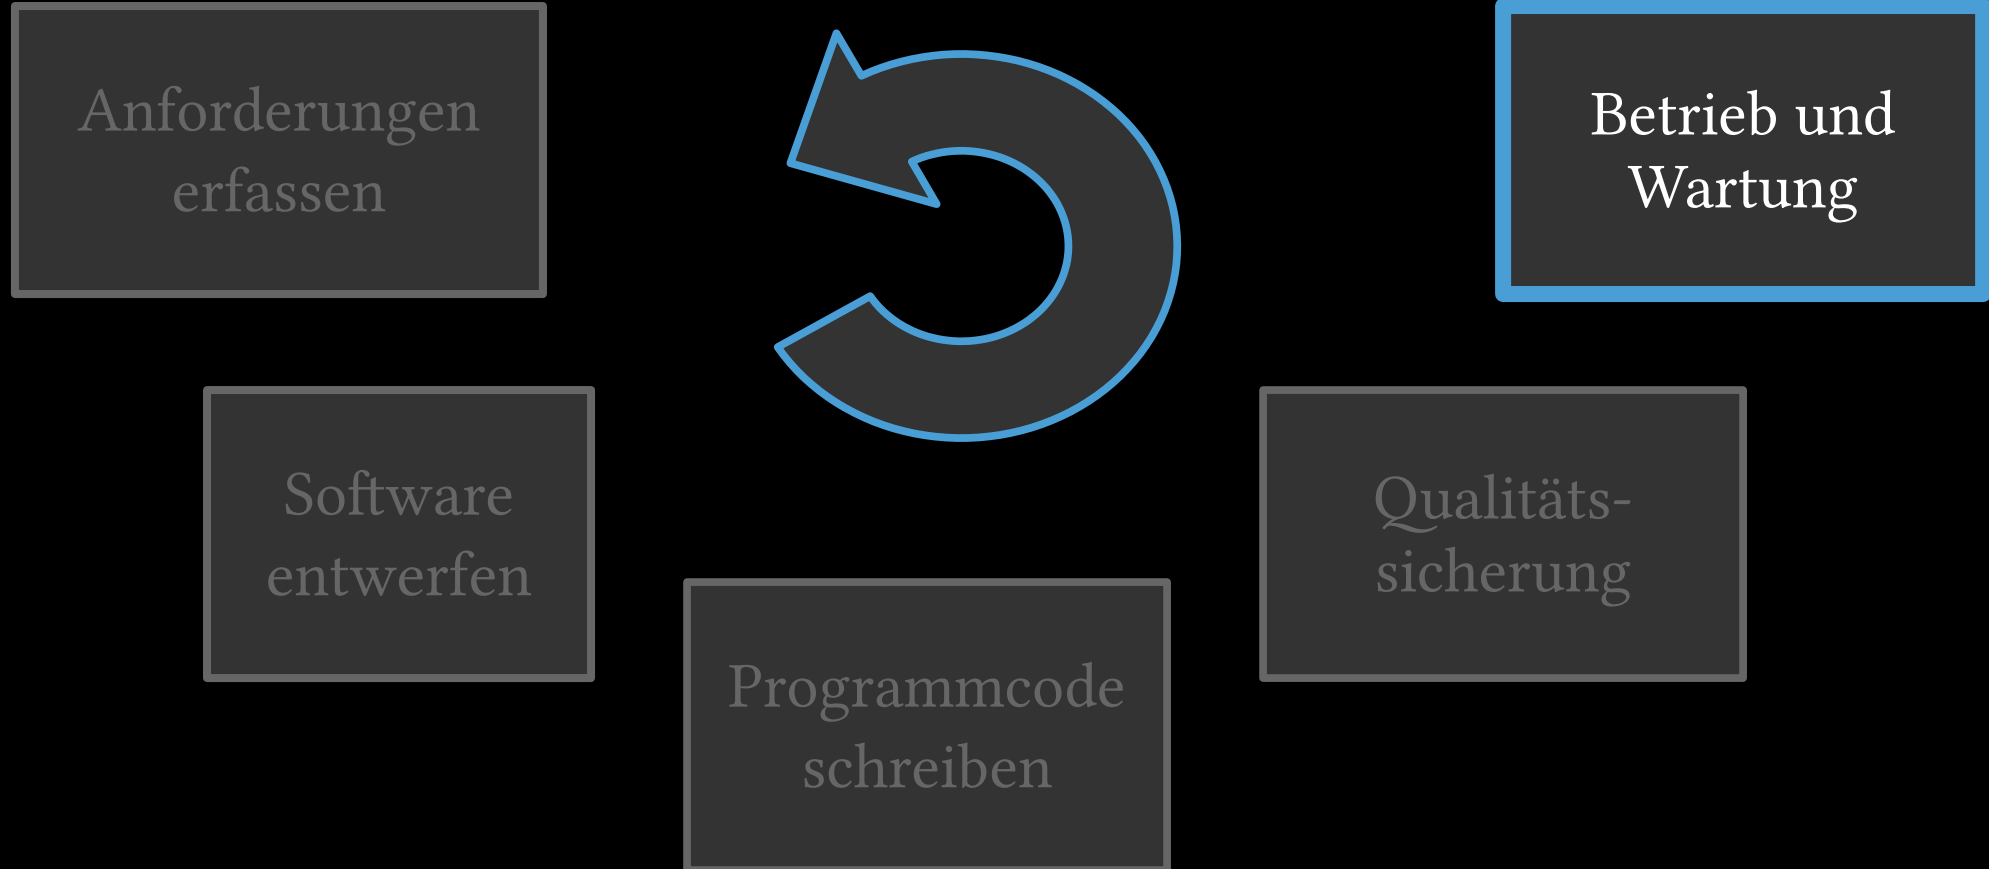 Anforderungen
erfassen
Betrieb und
Wartung
Software
entwerfen
Qualitäts-
sicherung
Programmcode
schreiben